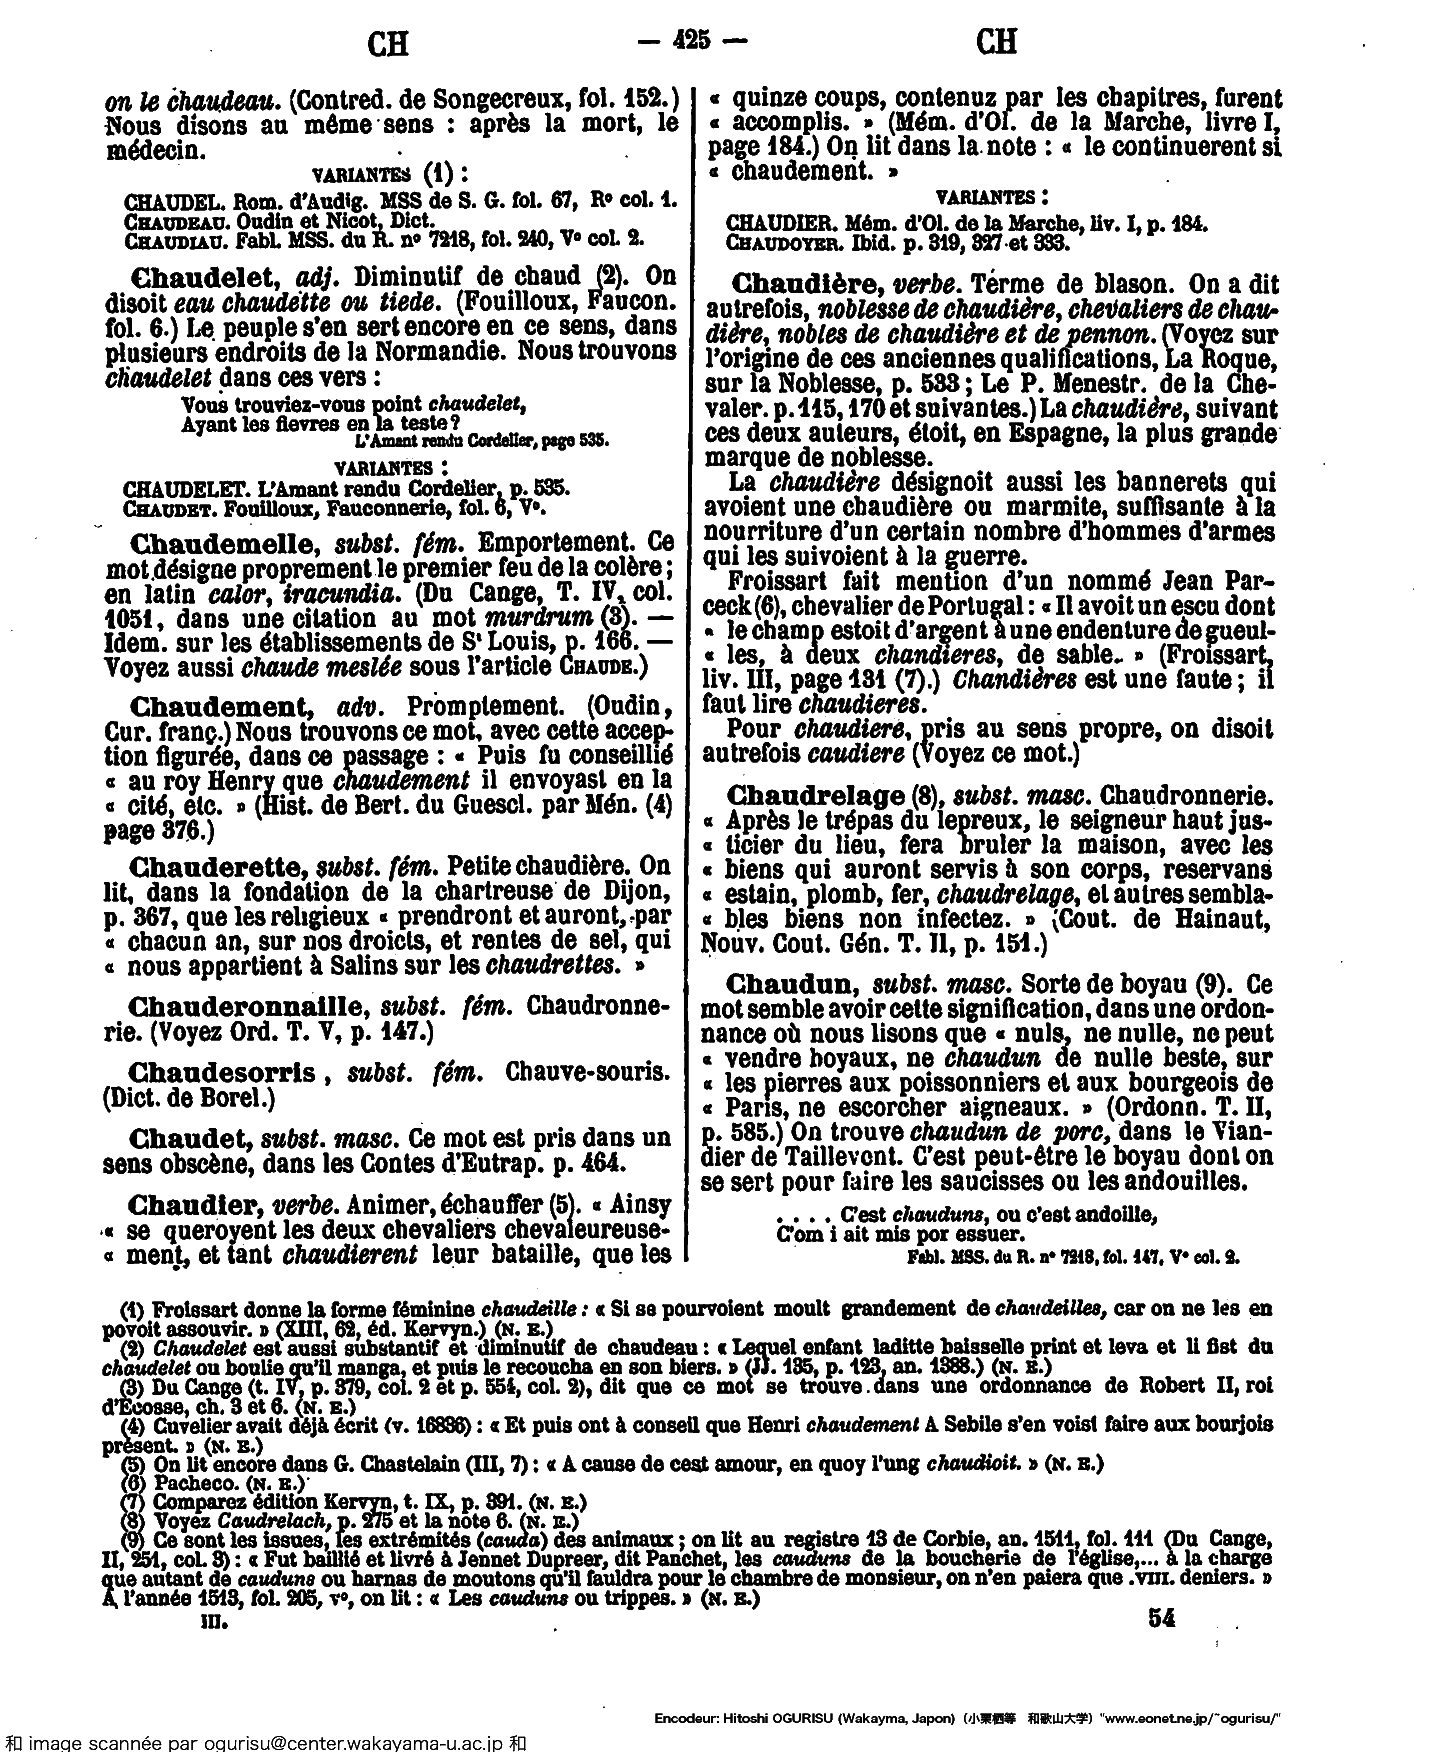 CH
— 425 —
CH
on le chaudeau. (Contred. de Songecreux, fol. 152.)
Nous disons au même sens : après la mort, le
médecin.
VARIANTES (1) :
CHAUDEL. Rom. d'Audig. MSS de S. G. fol. 67, Rº col. 1.
CHAUDEAU. Oudin et Nicot, Dict.
CHAUDIAU. Fabl. MSS. du R. nº 7218, fol. 240, Vº col. 2.
Chaudelet, adj. Diminutif de chaud (2). On
disoit eau chaudette ou tiede. (Fouilloux, Faucon.
fol. 6.) Le peuple s'en sert encore en ce sens, dans
plusieurs endroits de la Normandie. Nous trouvons
chaudelet dans ces vers :
Vous trouviez-vous point chaudelet,
Ayant les fievres en la teste?
L'Amant rendu Cordelier, page 535.
VARIANTES :
CHAUDELET. L'Amant rendu Cordelier, p. 535.
CHAUDET. Fouilloux, Fauconnerie, fol. 6, Vº.
Chaudemelle, subst. fém. Emportement. Ce
mot désigne proprement le premier feu de la colère ;
en latin calor, iracundia. (Du Cange, T. IV, col.
1051, dans une citation au mot murdrum (3). —
Idem. sur les établissements de St Louis, p. 166. —
Voyez aussi chaude meslée sous l'article CHAUDE.)
Chaudement, adv. Promptement. (Oudin,
Cur. franç.) Nous trouvons ce mot, avec cette accep-
tion figurée, dans ce passage : « Puis fu conseillié
« au roy Henry que chaudement il envoyast en la
« cité, etc. » (Hist. de Bert. du Guescl. par Mén. (4)
page 376.)
Chauderette, subst. fém. Petite chaudière. On
lit, dans la fondation de la chartreuse de Dijon,
p. 367, que les religieux « prendront et auront, par
« chacun an, sur nos droicts, et rentes de sel, qui
« nous appartient à Salins sur les chaudrettes. »
Chauderonnaille, subst. fém. Chaudronne-
rie. (Voyez Ord. T. V, p. 147.)
Chaudesorris , subst. fém. Chauve-souris.
(Dict. de Borel.)
Chaudet, subst. masc. Ce mot est pris dans un
sens obscène, dans les Contes d'Eutrap. p. 464.
Chaudier, verbe. Animer, échauffer (5). « Ainsy
« se queroyent les deux chevaliers chevaleureuse-
« ment, et tant chaudierent leur bataille, que les
« quinze coups, contenuz par les chapitres, furent
« accomplis. » (Mém. d'Ol. de la Marche, livre I,
page 184.) On lit dans la note : « le continuerent si
« chaudement. »
VARIANTES :
CHAUDIER. Mém. d'Ol. de la Marche, liv. I, p. 184.
CHAUDOYER. Ibid. p. 319, 327 et 333.
Chaudière, verbe. Terme de blason. On a dit
autrefois, noblesse de chaudière, chevaliers de chau-
dière, nobles de chaudière et de pennon. (Voyez sur
l'origine de ces anciennes qualifications, La Roque,
sur la Noblesse, p. 533 ; Le P. Menestr. de la Che-
valer. p. 115, 170 et suivantes.) La chaudière, suivant
ces deux auteurs, étoit, en Espagne, la plus grande
marque de noblesse.
La chaudière désignoit aussi les bannerets qui
avoient une chaudière ou marmite, suffisante à la
nourriture d'un certain nombre d'hommes d'armes
qui les suivoient à la guerre.
Froissart fait mention d'un nommé Jean Par-
ceck (6), chevalier de Portugal : « Il avoit un escu dont
« le champ estoit d'argent à une endenture de gueul-
« les, à deux chandieres, de sable. » (Froissart,
liv. III, page 131 (7).) Chandières est une faute ; il
faut lire chaudieres.
Pour chaudiere, pris au sens propre, on disoit
autrefois caudiere (Voyez ce mot.)
Chaudrelage (8), subst. masc. Chaudronnerie.
« Après le trépas du lepreux, le seigneur haut jus-
« ticier du lieu, fera bruler la maison, avec les
« biens qui auront servis à son corps, reservans
« estain, plomb, fer, chaudrelage, et autres sembla-
« bles biens non infectez. » (Cout. de Hainaut,
Nouv. Cout. Gén. T. II, p. 151.)
Chaudun, subst. masc. Sorte de boyau (9). Ce
mot semble avoir cette signification, dans une ordon-
nance où nous lisons que « nuls, ne nulle, ne peut
« vendre boyaux, ne chaudun de nulle beste, sur
« les pierres aux poissonniers et aux bourgeois de
« Paris, ne escorcher aigneaux. » (Ordonn. T. II,
p. 585.) On trouve chaudun de porc, dans le Vian-
dier de Taillevent. C'est peut-être le boyau dont on
se sert pour faire les saucisses ou les andouilles.
. . . . C'est chauduns, ou c'est andoille,
C'om i ait mis por essuer.
Fabl. MSS. du R. nº 7218, fol. 147, Vº col. 2.
(1) Froissart donne la forme féminine chaudeille : « Si se pourvoient moult grandement de chaudeilles, car on ne les en
povoit assouvir. » (XIII, 62, éd. Kervyn.) (N. E.)
(2) Chaudelet est aussi substantif et diminutif de chaudeau : « Lequel enfant laditte baisselle print et leva et li fist du
chaudelet ou boulie qu'il manga, et puis le recoucha en son biers. » (JJ. 135, p. 123, an. 1388.) (N. E.)
(3) Du Cange (t. IV, p. 379, col. 2 et p. 554, col. 2), dit que ce mot se trouve dans une ordonnance de Robert II, roi
d'Ecosse, ch. 3 et 6. (N. E.)
(4) Cuvelier avait déjà écrit (v. 16836) : « Et puis ont à conseil que Henri chaudement A Sebile s'en voist faire aux bourjois
present. » (N. E.)
(5) On lit encore dans G. Chastelain (III, 7) : « A cause de cest amour, en quoy l'ung chaudioit. » (N. E.)
(6) Pacheco. (N. E.)
(7) Comparez édition Kervyn, t. IX, p. 391. (N. E.)
(8) Voyez Caudrelach, p. 275 et la note 6. (N. E.)
(9) Ce sont les issues, les extrémités (cauda) des animaux ; on lit au registre 13 de Corbie, an. 1511, fol. 111 (Du Cange,
II, 251, col. 3) : « Fut baillié et livré à Jennet Dupreer, dit Panchet, les cauduns de la boucherie de l'église,... à la charge
que autant de cauduns ou harnas de moutons qu'il fauldra pour le chambre de monsieur, on n'en paiera que .VIII. deniers. »
A l'année 1513, fol. 205, vº, on lit : « Les cauduns ou trippes. » (N. E.)
III.
54
Encodeur: Hitoshi OGURISU (Wakayma, Japon) (小栗栖等 和歌山大学) "www.eonet.ne.jp/~ogurisu/"
和 image scannée par ogurisu@center.wakayama-u.ac.jp 和